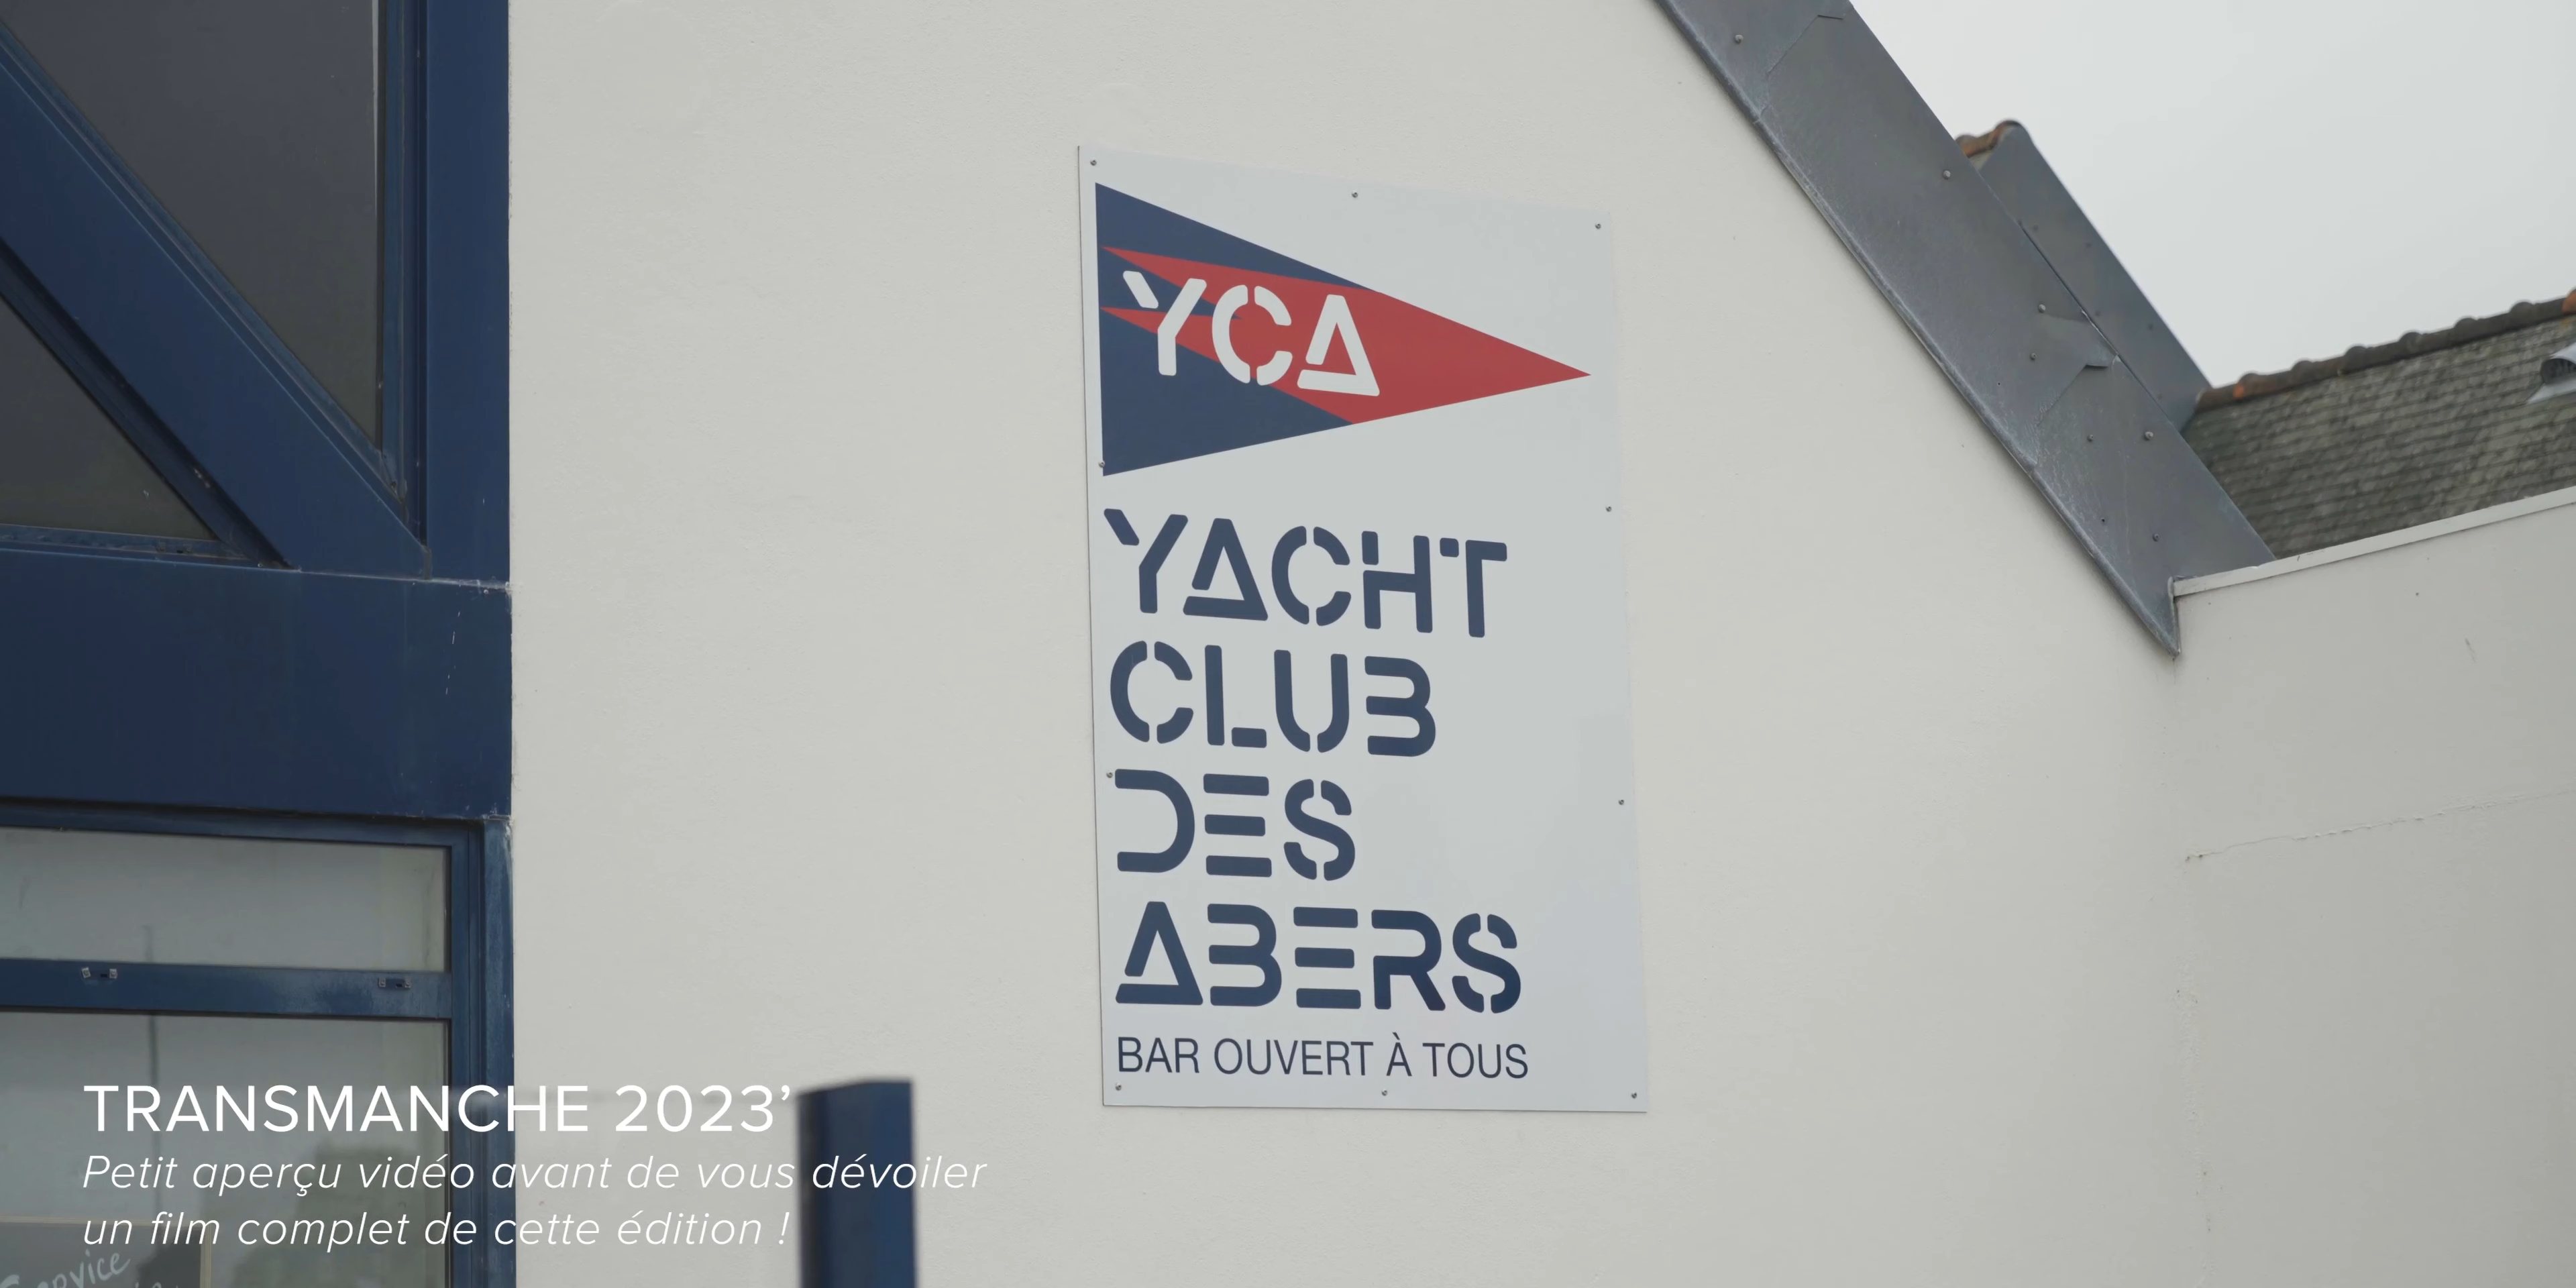 YCA
YACHT
CLUB
DES
ABERS
BAR OUVERT À TOUS
TRANSMANCHE 2023’
Petit aperçu vidéo avant de vous dévoiler
un film complet de cette édition !